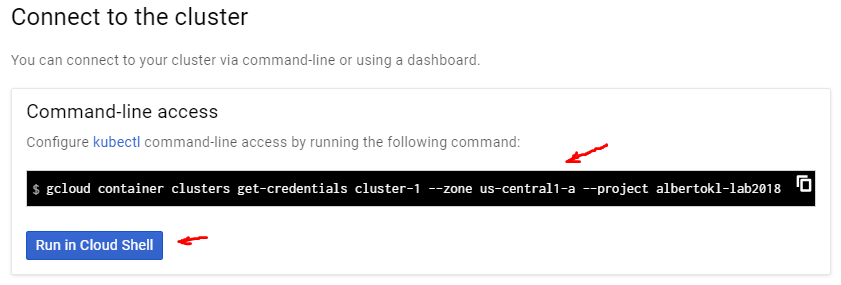 Connect to the cluster
You can connect to your cluster via command-line or using a dashboard.
Command-line access
Configure kubectl command-line access by running the following command:
$ gcloud container clusters get-credentials cluster-1 --zone us-central1-a --project albertokl-lab2018
Run in Cloud Shell